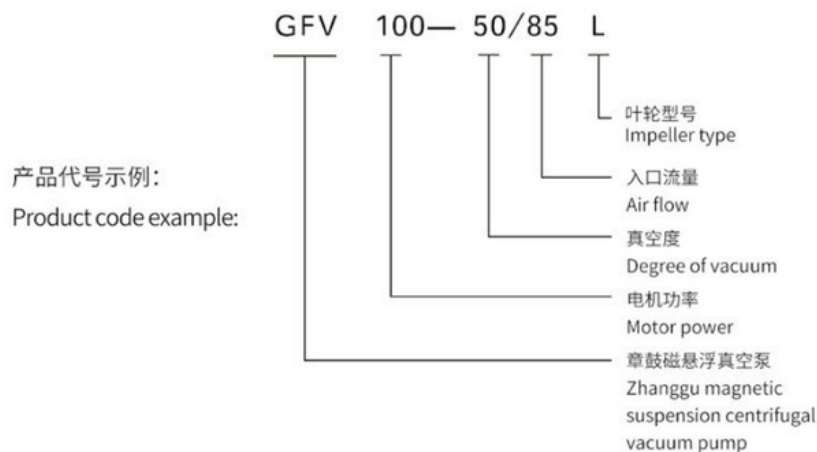 GFV 100— 50/85 L
叶轮型号
Impeller type
产品代号示例：
Product code example:
入口流量
Air flow
真空度
Degree of vacuum
电机功率
Motor power
章鼓磁悬浮真空泵
Zhanggu magnetic
suspension centrifugal
vacuum pump